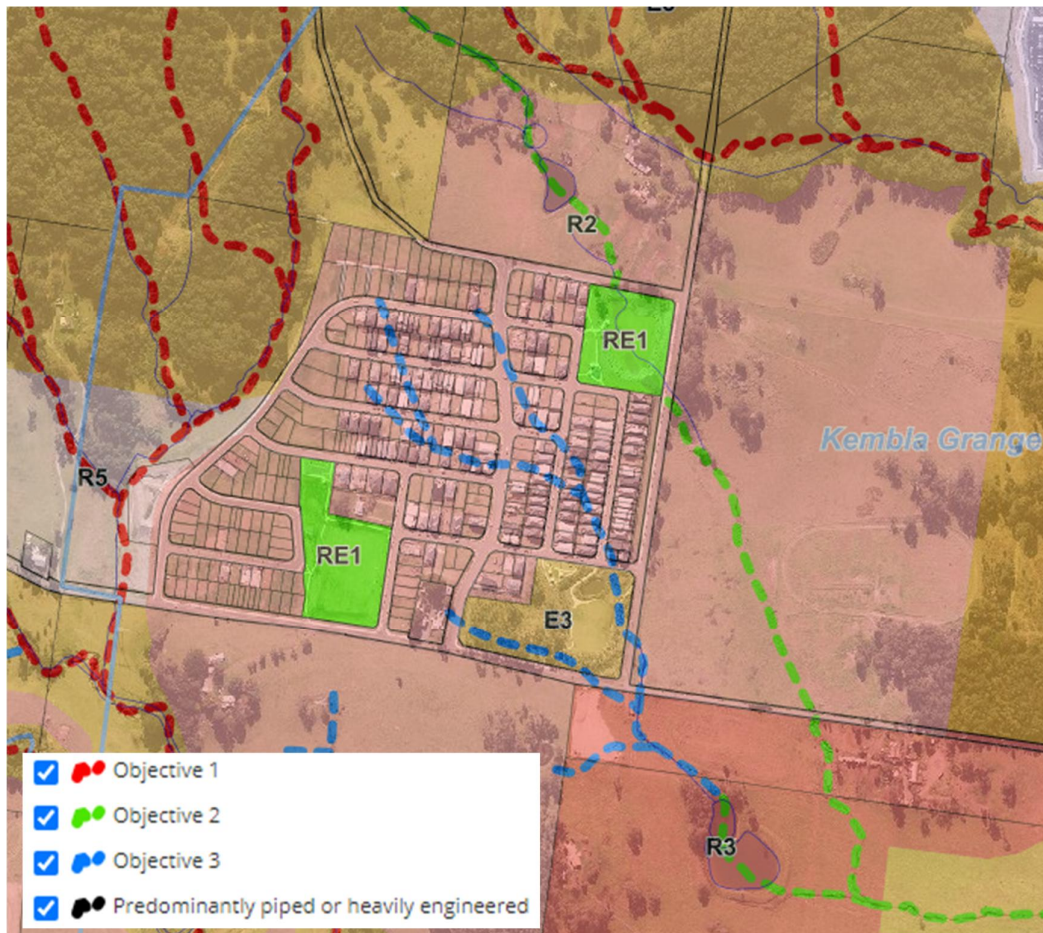 R2
RE1
Kembla Grange
R5
RE1
E3
R3
Objective 1
Objective 2
Objective 3
Predominantly piped or heavily engineered